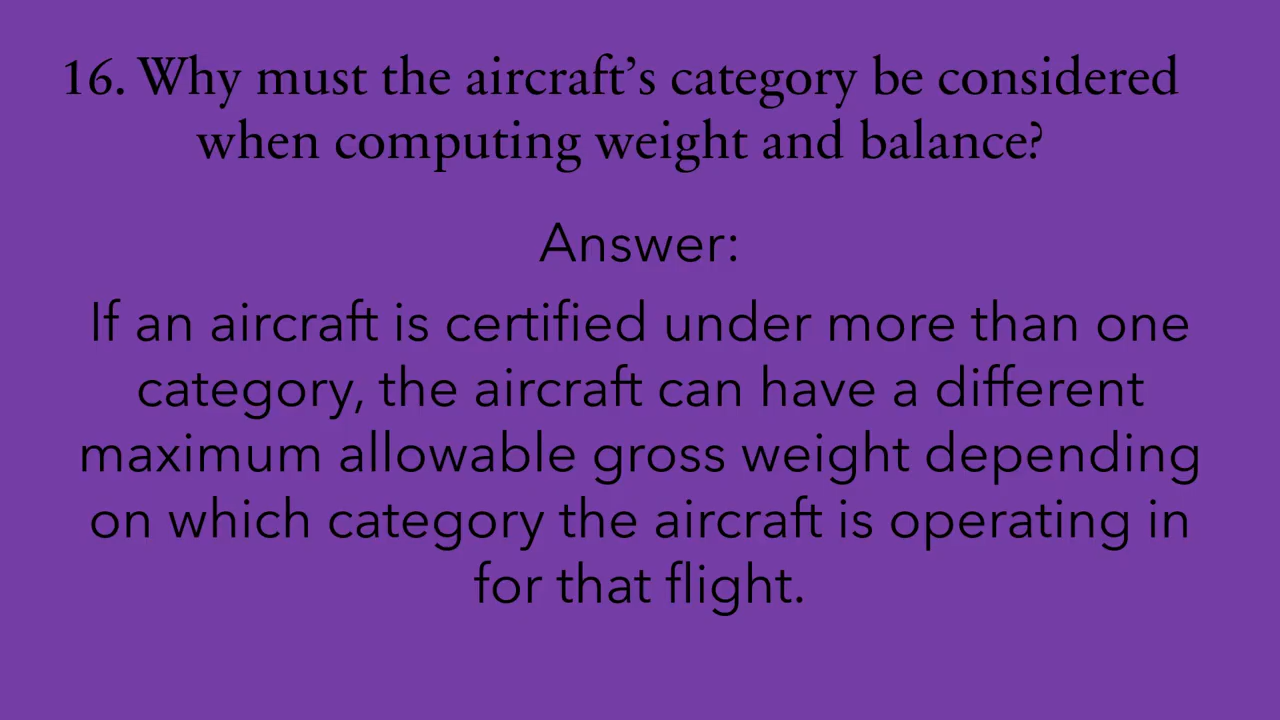 16. Why must the aircraft’s category be considered
when computing weight and balance?
Answer:
If an aircraft is certified under more than one
category, the aircraft can have a different
maximum allowable gross weight depending
on which category the aircraft is operating in
for that flight.